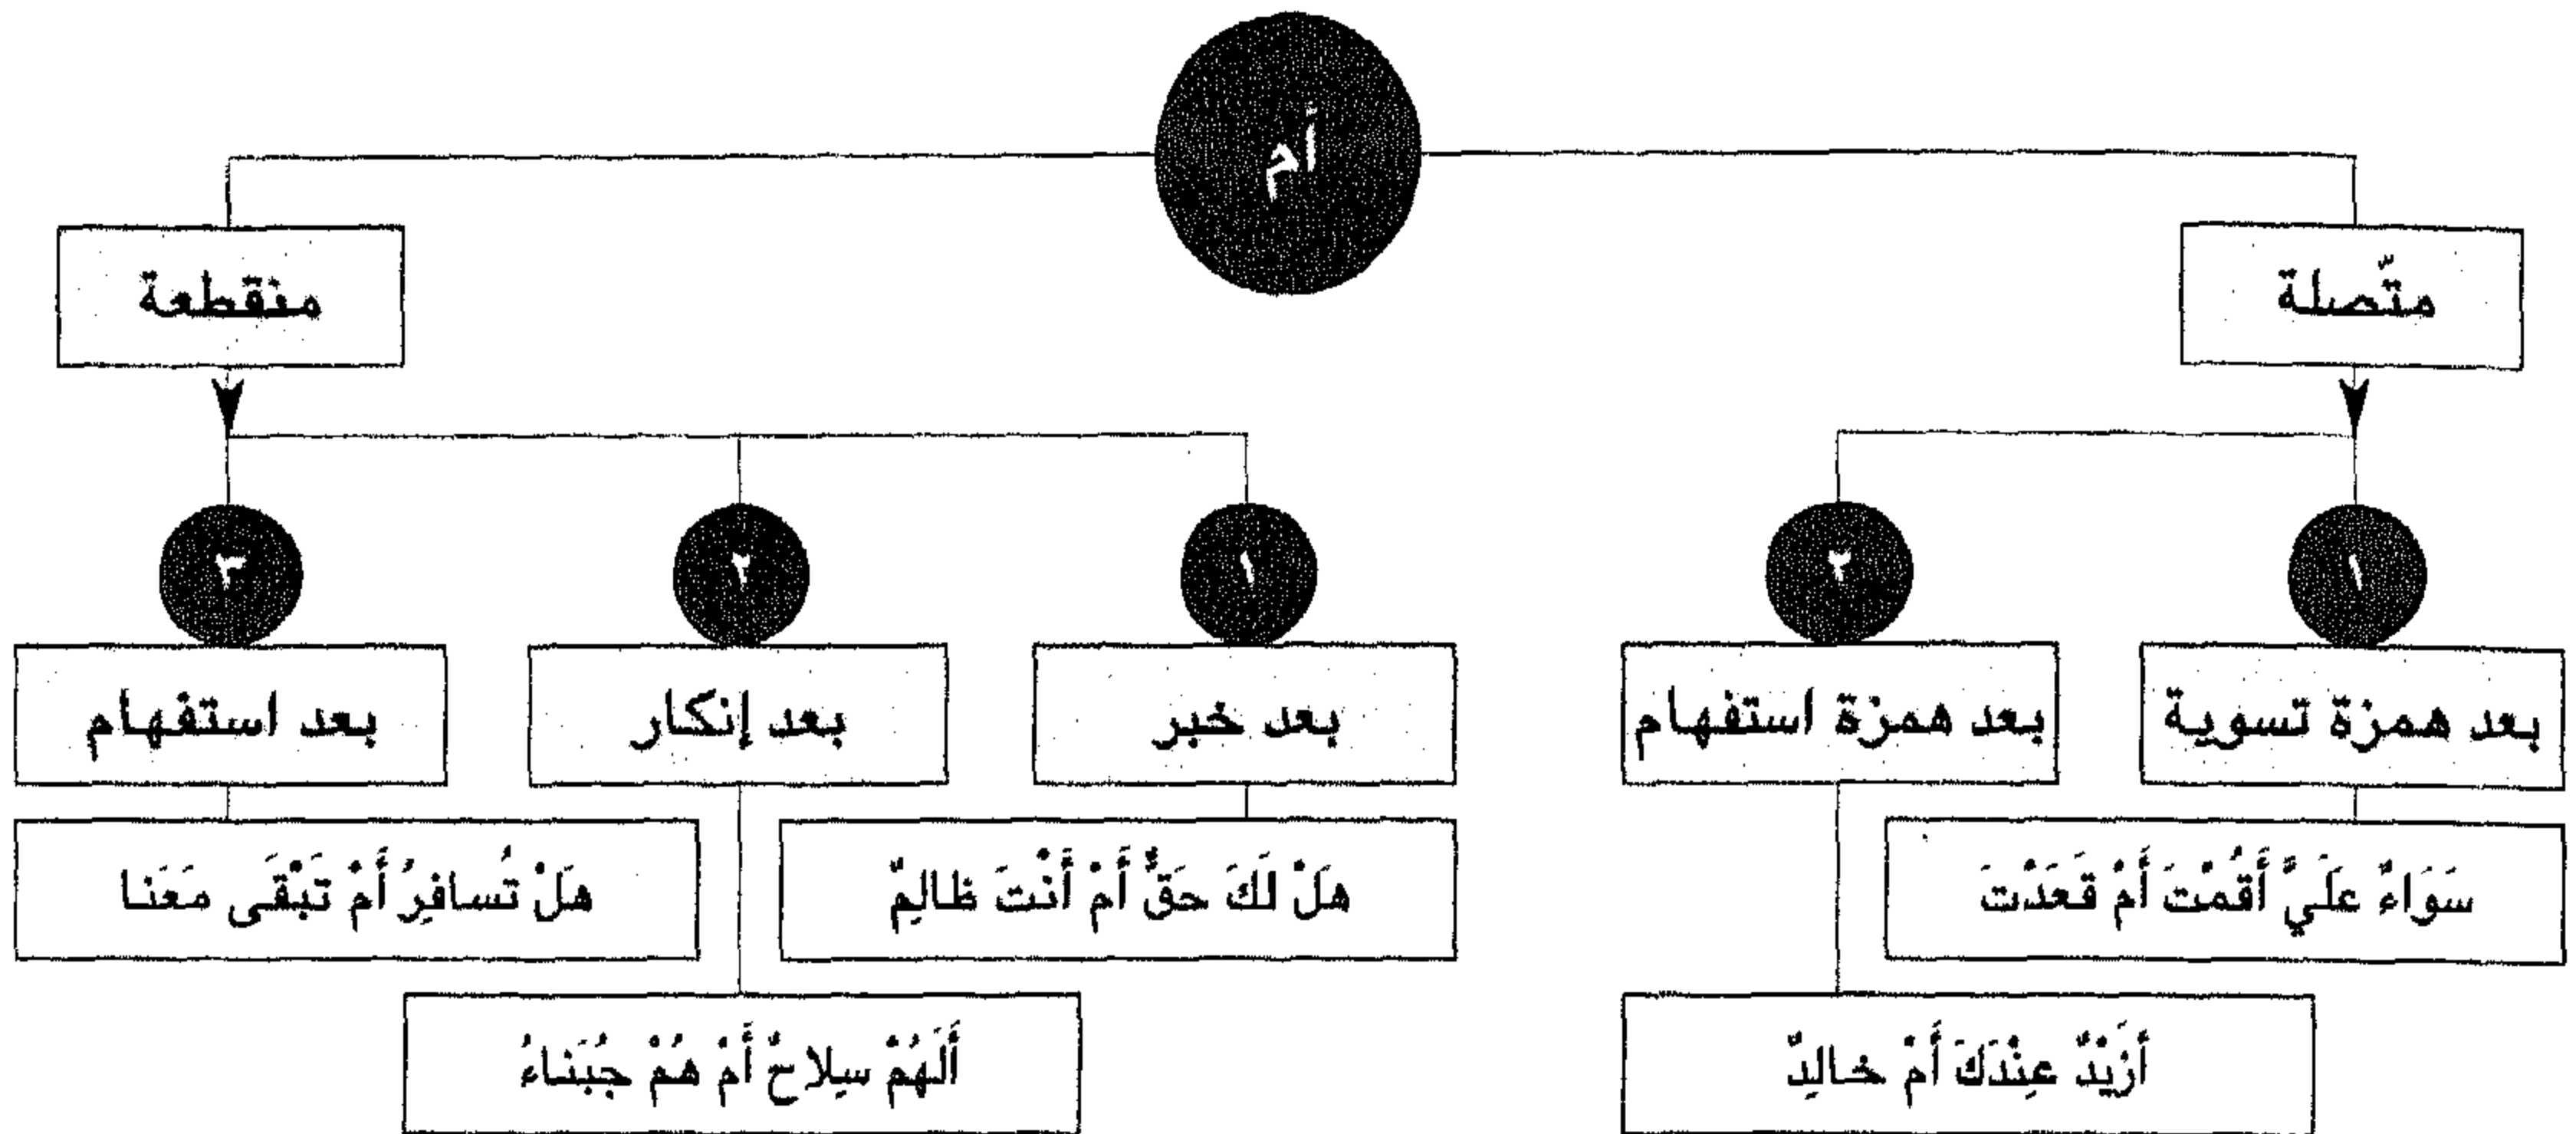 أم
متّصلة
منقطعة
١
٢
١
٢
٣
بعد همزة تسوية
بعد همزة استفهام
بعد خبر
بعد إنكار
بعد استفهام
سَوَاءٌ عَلَيَّ أَقُمْتَ أَمْ قَعَدْتَ
هَلْ لَكَ حَقٌّ أَمْ أَنْتَ ظالِمٌ
هَلْ تُسافِرُ أَمْ تَبْقَى مَعَنا
أَزَيْدٌ عِنْدَكَ أَمْ خالِدٌ
أَلَهُمْ سِلاحٌ أَمْ هُمْ جُبَناءُ